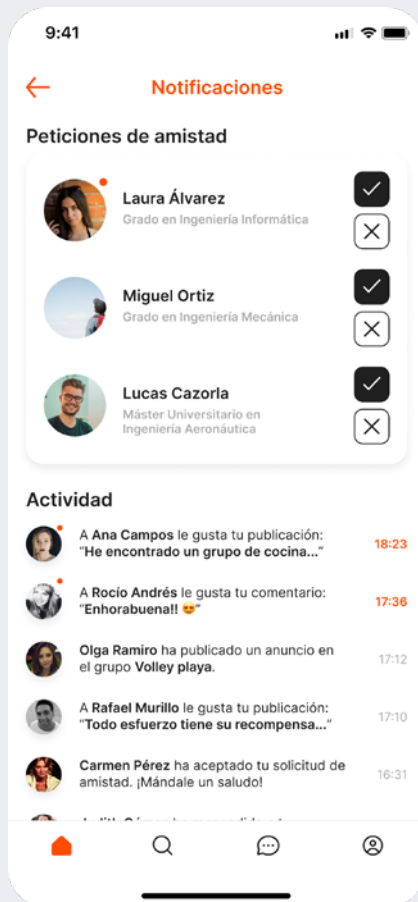 9:41
Notificaciones
Peticiones de amistad
Laura Álvarez
Grado en Ingeniería Informática
Miguel Ortiz
Grado en Ingeniería Mecánica
Lucas Cazorla
Máster Universitario en
Ingeniería Aeronáutica
Actividad
A Ana Campos le gusta tu publicación:
"He encontrado un grupo de cocina..."
18:23
A Rocío Andrés le gusta tu comentario:
"Enhorabuena!! 😍"
17:36
Olga Ramiro ha publicado un anuncio en
el grupo Volley playa.
17:12
A Rafael Murillo le gusta tu publicación:
"Todo esfuerzo tiene su recompensa..."
17:10
Carmen Pérez ha aceptado tu solicitud de
amistad. ¡Mándale un saludo!
16:31